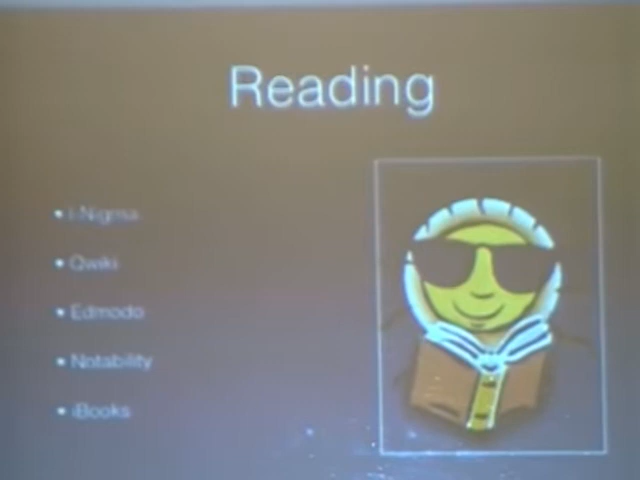 Reading
• i-Nigma
• Qwiki
• Edmodo
• Notability
• iBooks